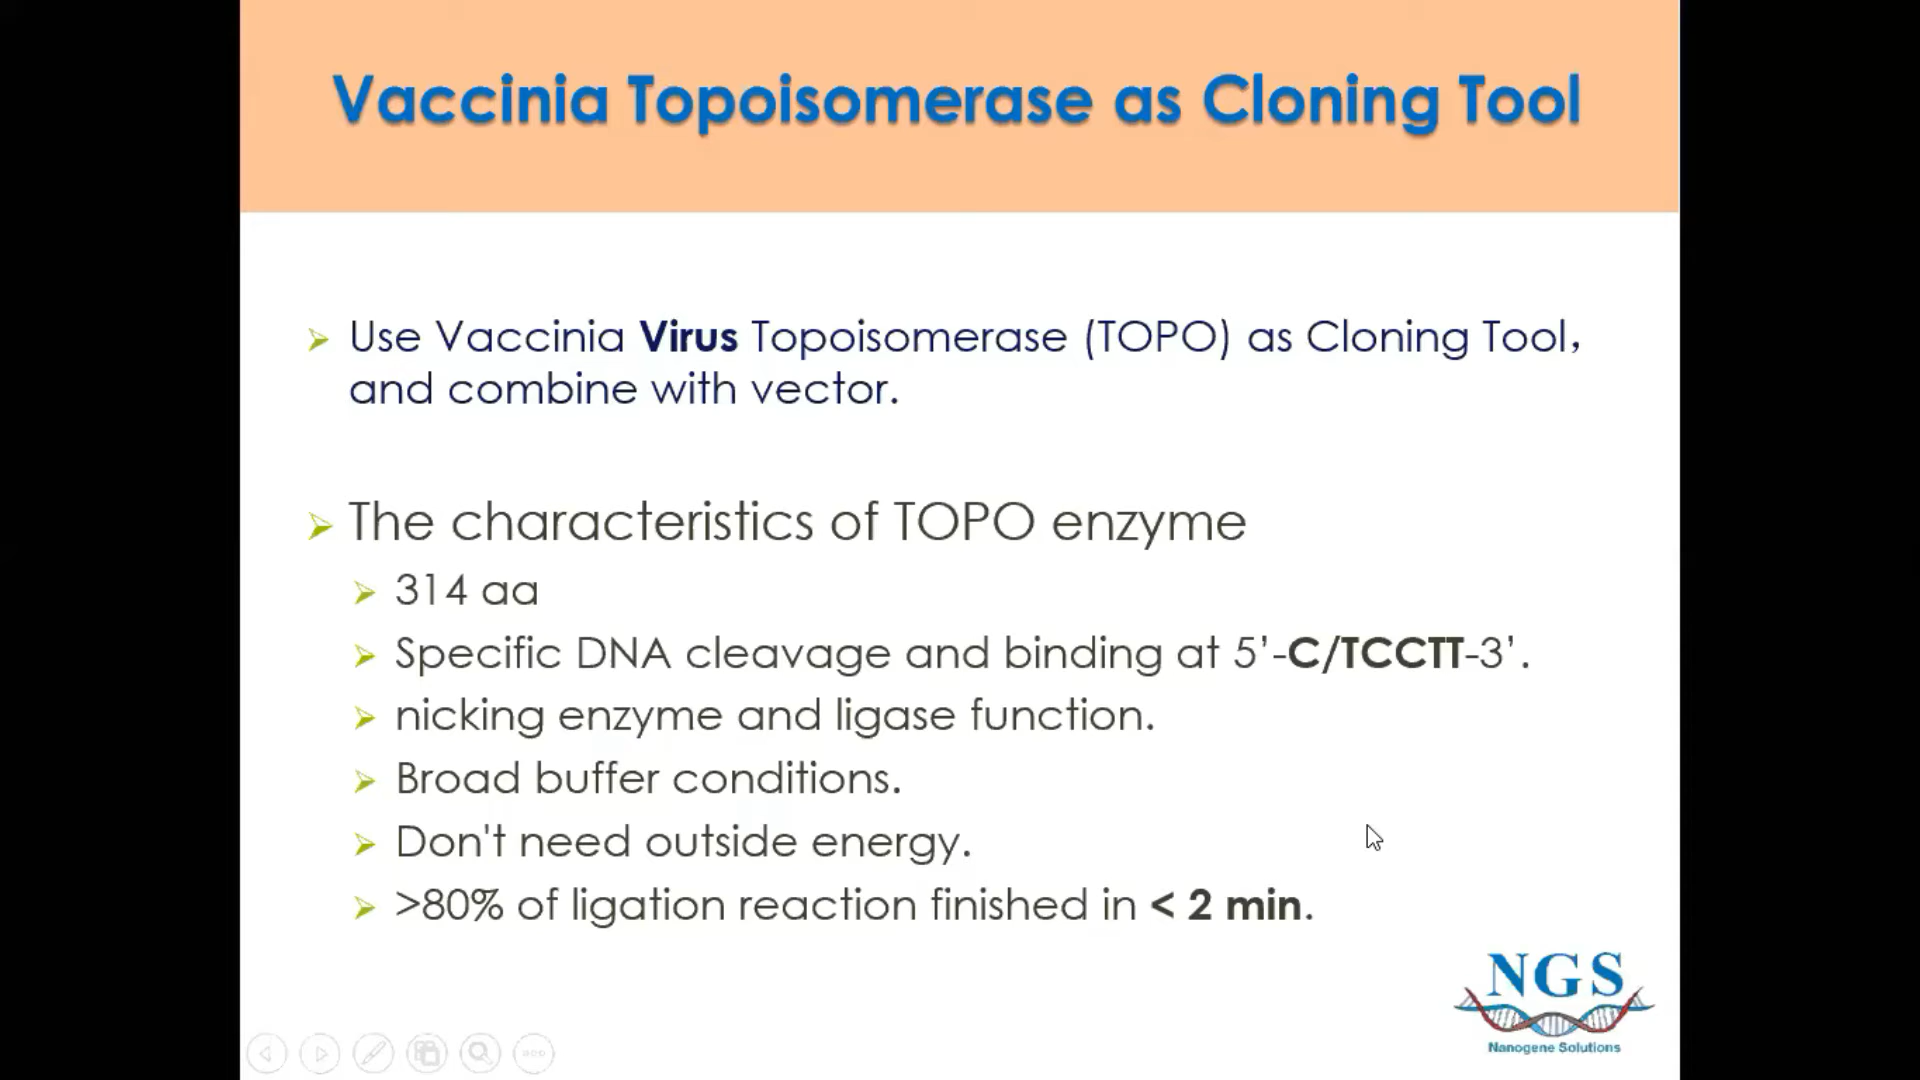 Vaccinia Topoisomerase as Cloning Tool
Use Vaccinia Virus Topoisomerase (TOPO) as Cloning Tool,
and combine with vector.
The characteristics of TOPO enzyme
314 aa
Specific DNA cleavage and binding at 5’-C/TCCTT-3’.
nicking enzyme and ligase function.
Broad buffer conditions.
Don't need outside energy.
>80% of ligation reaction finished in < 2 min.
NGS
Nanogene Solutions